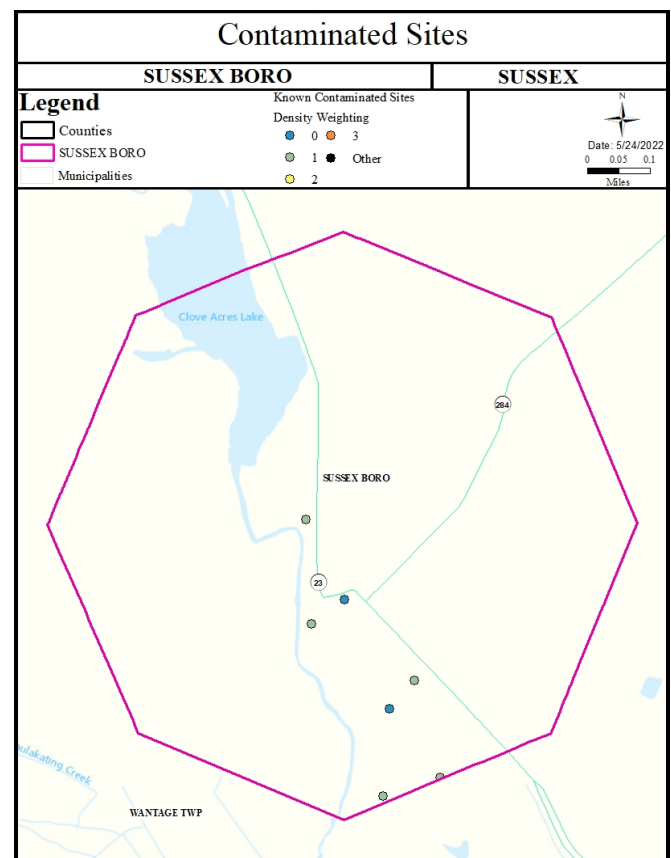 Contaminated Sites
SUSSEX BORO
SUSSEX
Legend
Counties
SUSSEX BORO
Municipalities
Known Contaminated Sites
Density Weighting
0 3
1 Other
2
N
Date: 5/24/2022
0 0.05 0.1
Miles
Clove Acres Lake
284
SUSSEX BORO
23
ulakating Creek
WANTAGE TWP